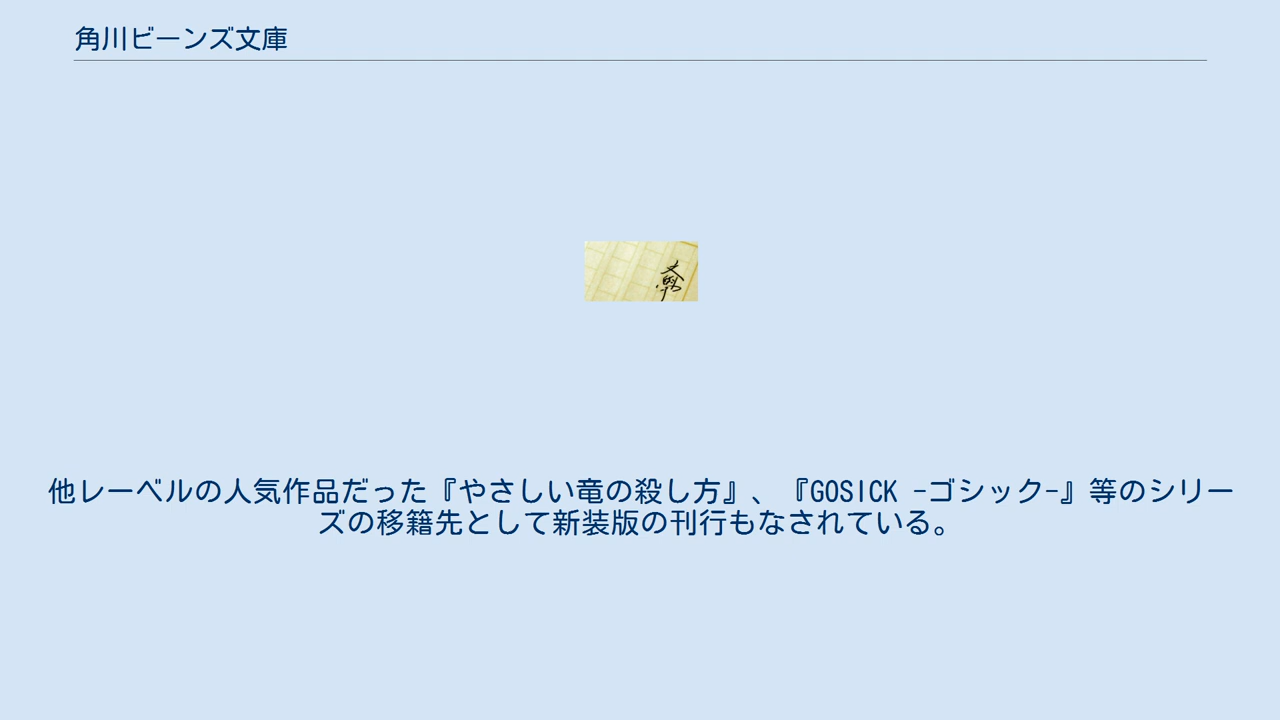 角川ビーンズ文庫
他レーベルの人気作品だった『やさしい竜の殺し方』、『GOSICK -ゴシック-』等のシリー
ズの移籍先として新装版の刊行もなされている。